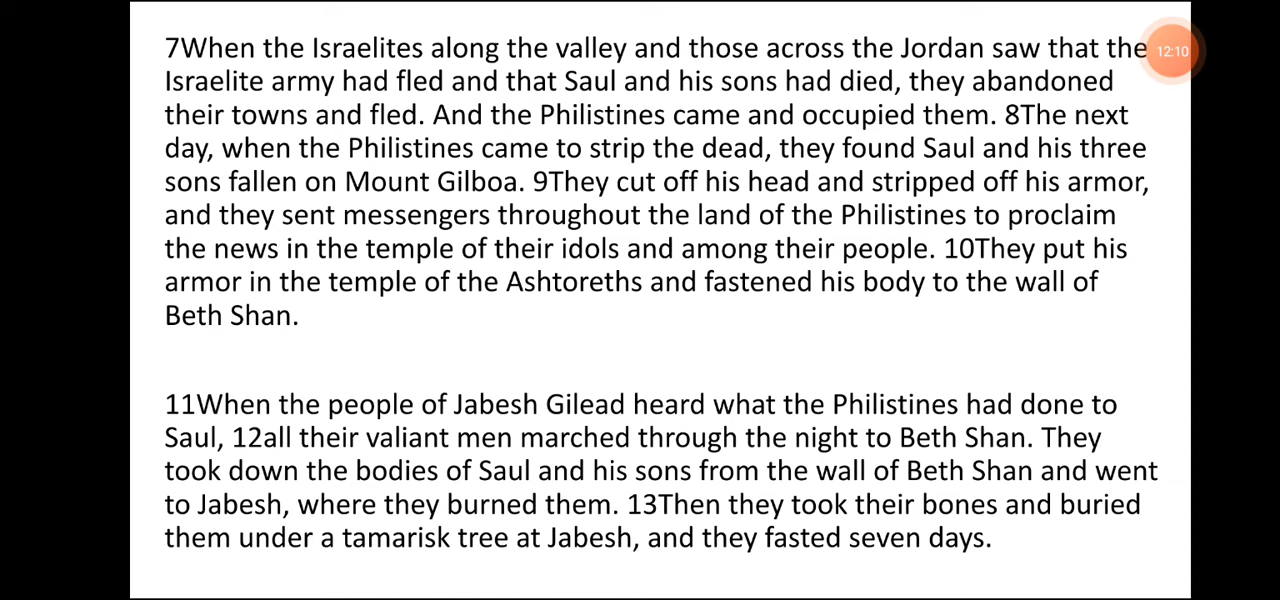 7When the Israelites along the valley and those across the Jordan saw that the
Israelite army had fled and that Saul and his sons had died, they abandoned
their towns and fled. And the Philistines came and occupied them. 8The next
day, when the Philistines came to strip the dead, they found Saul and his three
sons fallen on Mount Gilboa. 9They cut off his head and stripped off his armor,
and they sent messengers throughout the land of the Philistines to proclaim
the news in the temple of their idols and among their people. 10They put his
armor in the temple of the Ashtoreths and fastened his body to the wall of
Beth Shan.
11When the people of Jabesh Gilead heard what the Philistines had done to
Saul, 12all their valiant men marched through the night to Beth Shan. They
took down the bodies of Saul and his sons from the wall of Beth Shan and went
to Jabesh, where they burned them. 13Then they took their bones and buried
them under a tamarisk tree at Jabesh, and they fasted seven days.
12:10